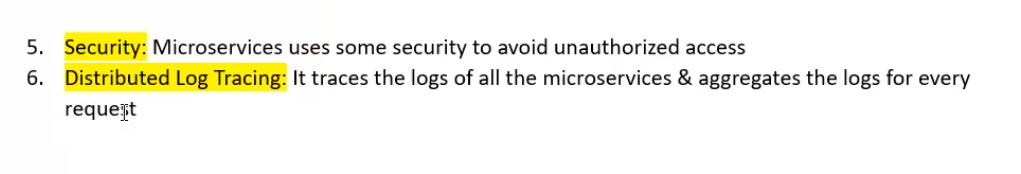 5. Security: Microservices uses some security to avoid unauthorized access
6. Distributed Log Tracing: It traces the logs of all the microservices & aggregates the logs for every
request